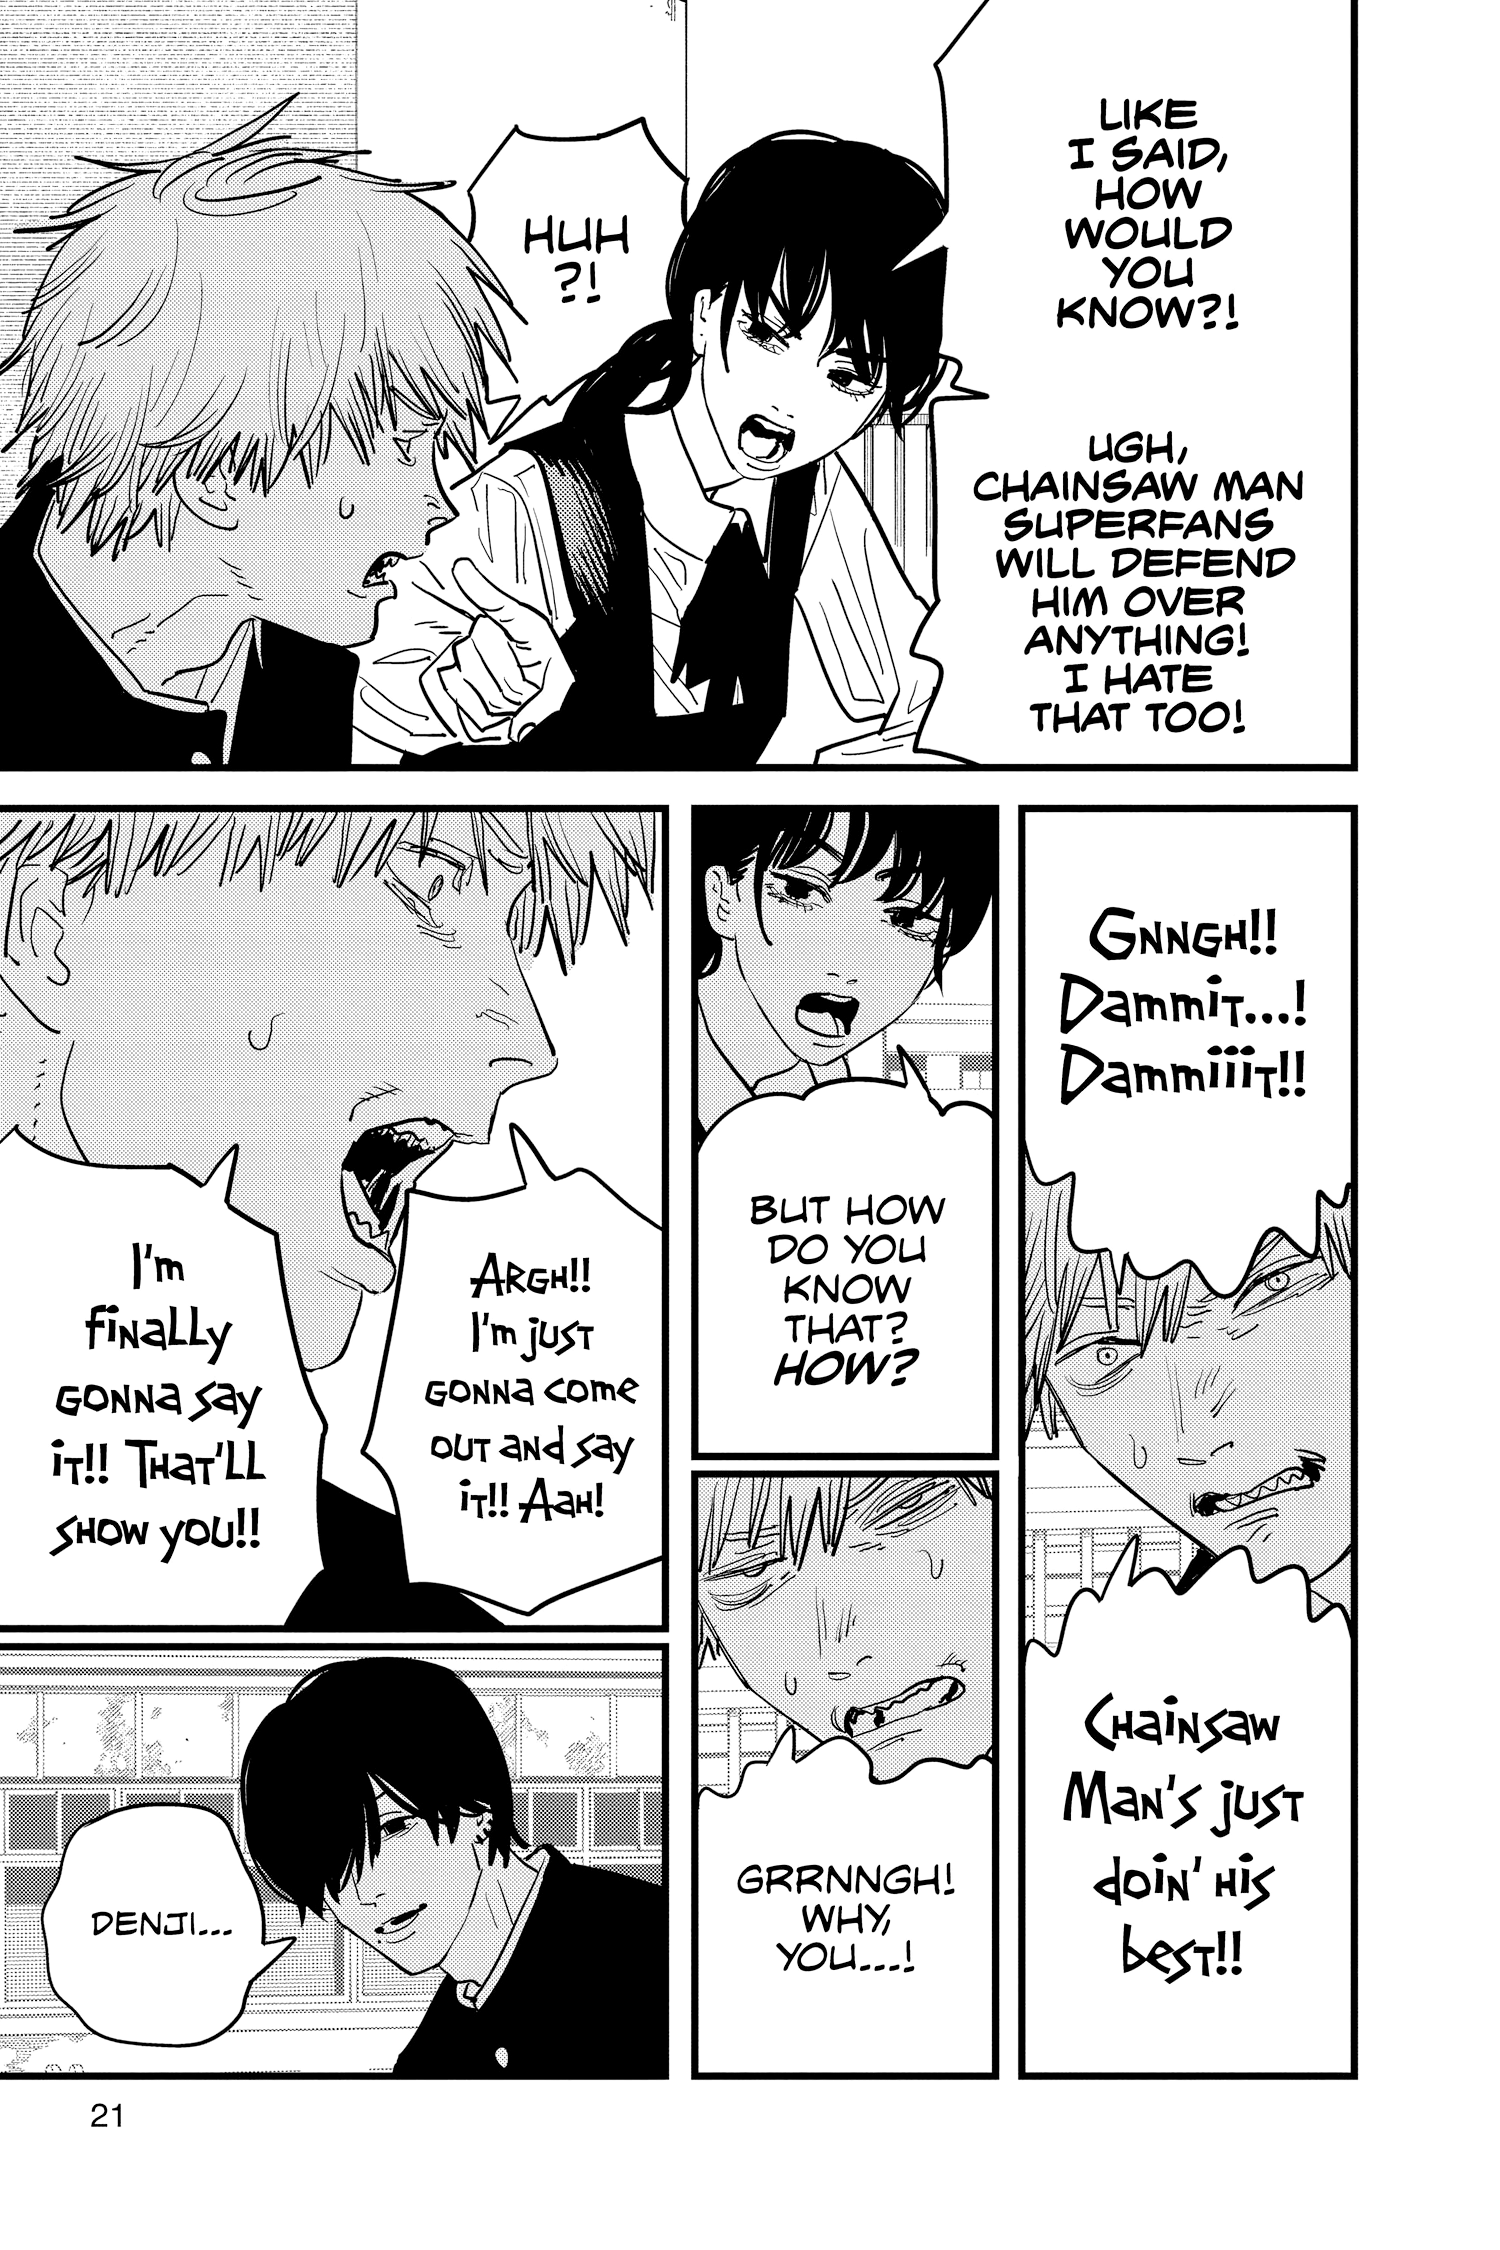 LIKE
I SAID,
HOW
WOULD
YOU
KNOW?!
UGH,
CHAINSAW MAN
SUPERFANS
WILL DEFEND
HIM OVER
ANYTHING!
I HATE
THAT TOO!
HUH
?!
GNNGH!!
Dammit...!
Dammiiit!!
Chainsaw
Man's just
doin' his
best!!
BUT HOW
DO YOU
KNOW
THAT?
HOW?
GRRNNGH!
WHY,
YOU...!
ARGH!!
I'm just
gonna come
out and say
it!! Aah!
I'm
finally
gonna say
it!! That'll
show you!!
DENJI...
21